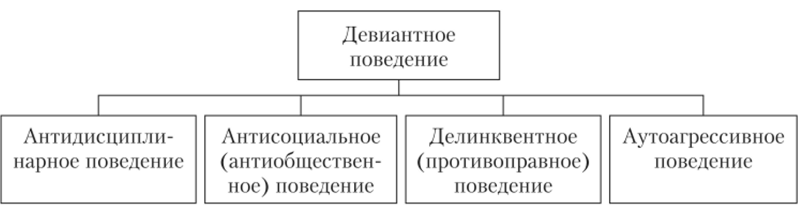 Девиантное
поведение
Антидисципли-
нарное поведение
Антисоциальное
(антиобществен-
ное) поведение
Делинквентное
(противоправное)
поведение
Аутоагрессивное
поведение